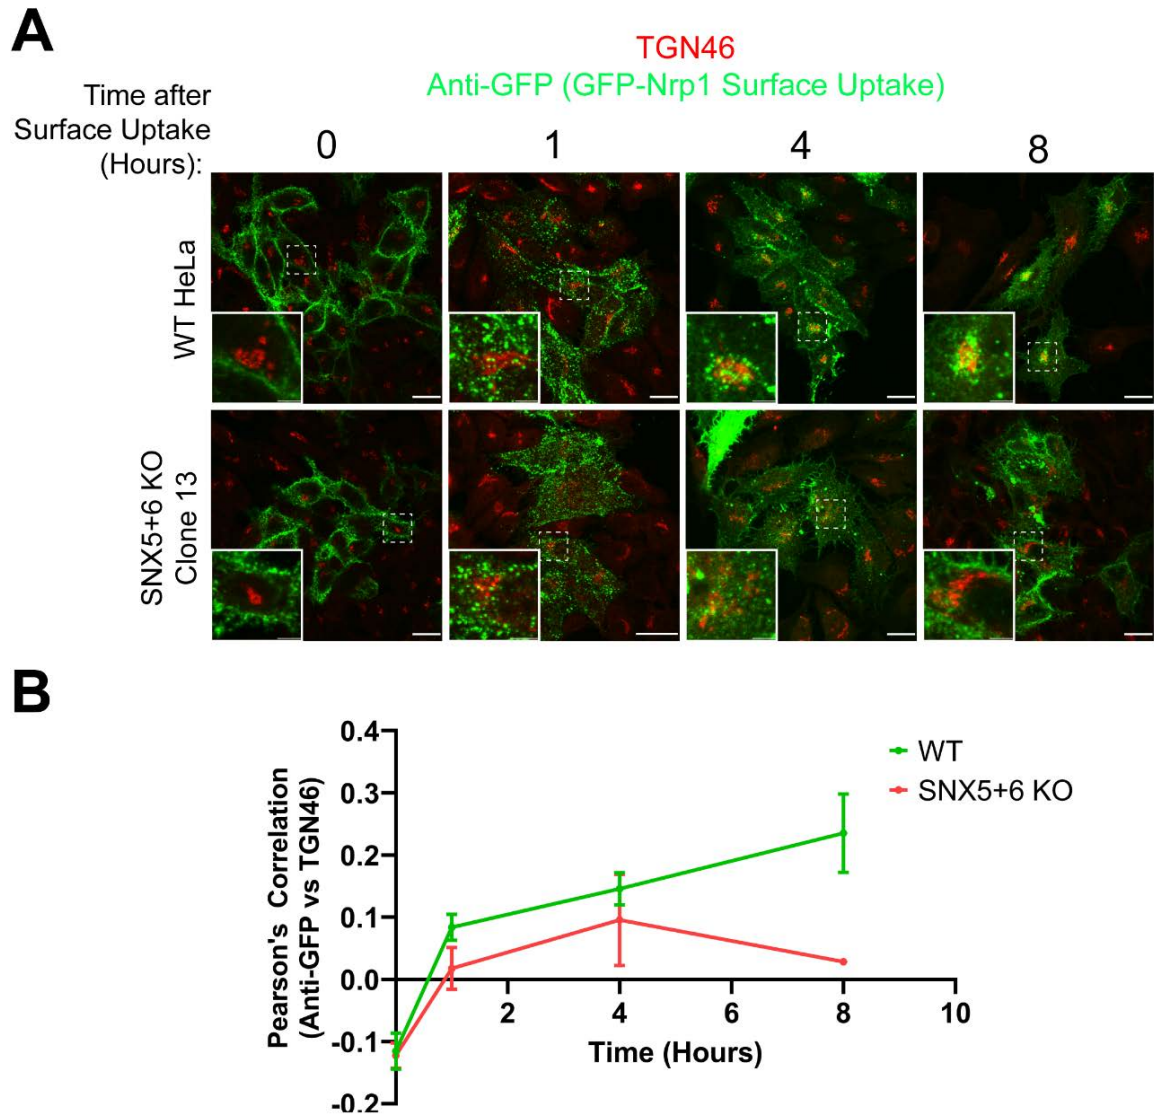 A
TGN46
Anti-GFP (GFP-Nrp1 Surface Uptake)
Time after
Surface Uptake
(Hours):
0
1
4
8
WT HeLa
SNX5+6 KO
Clone 13
B
Pearson's Correlation
(Anti-GFP vs TGN46)
0.4
0.3
0.2
0.1
0.0
-0.1
-0.2
2
4
6
8
10
Time (Hours)
WT
SNX5+6 KO